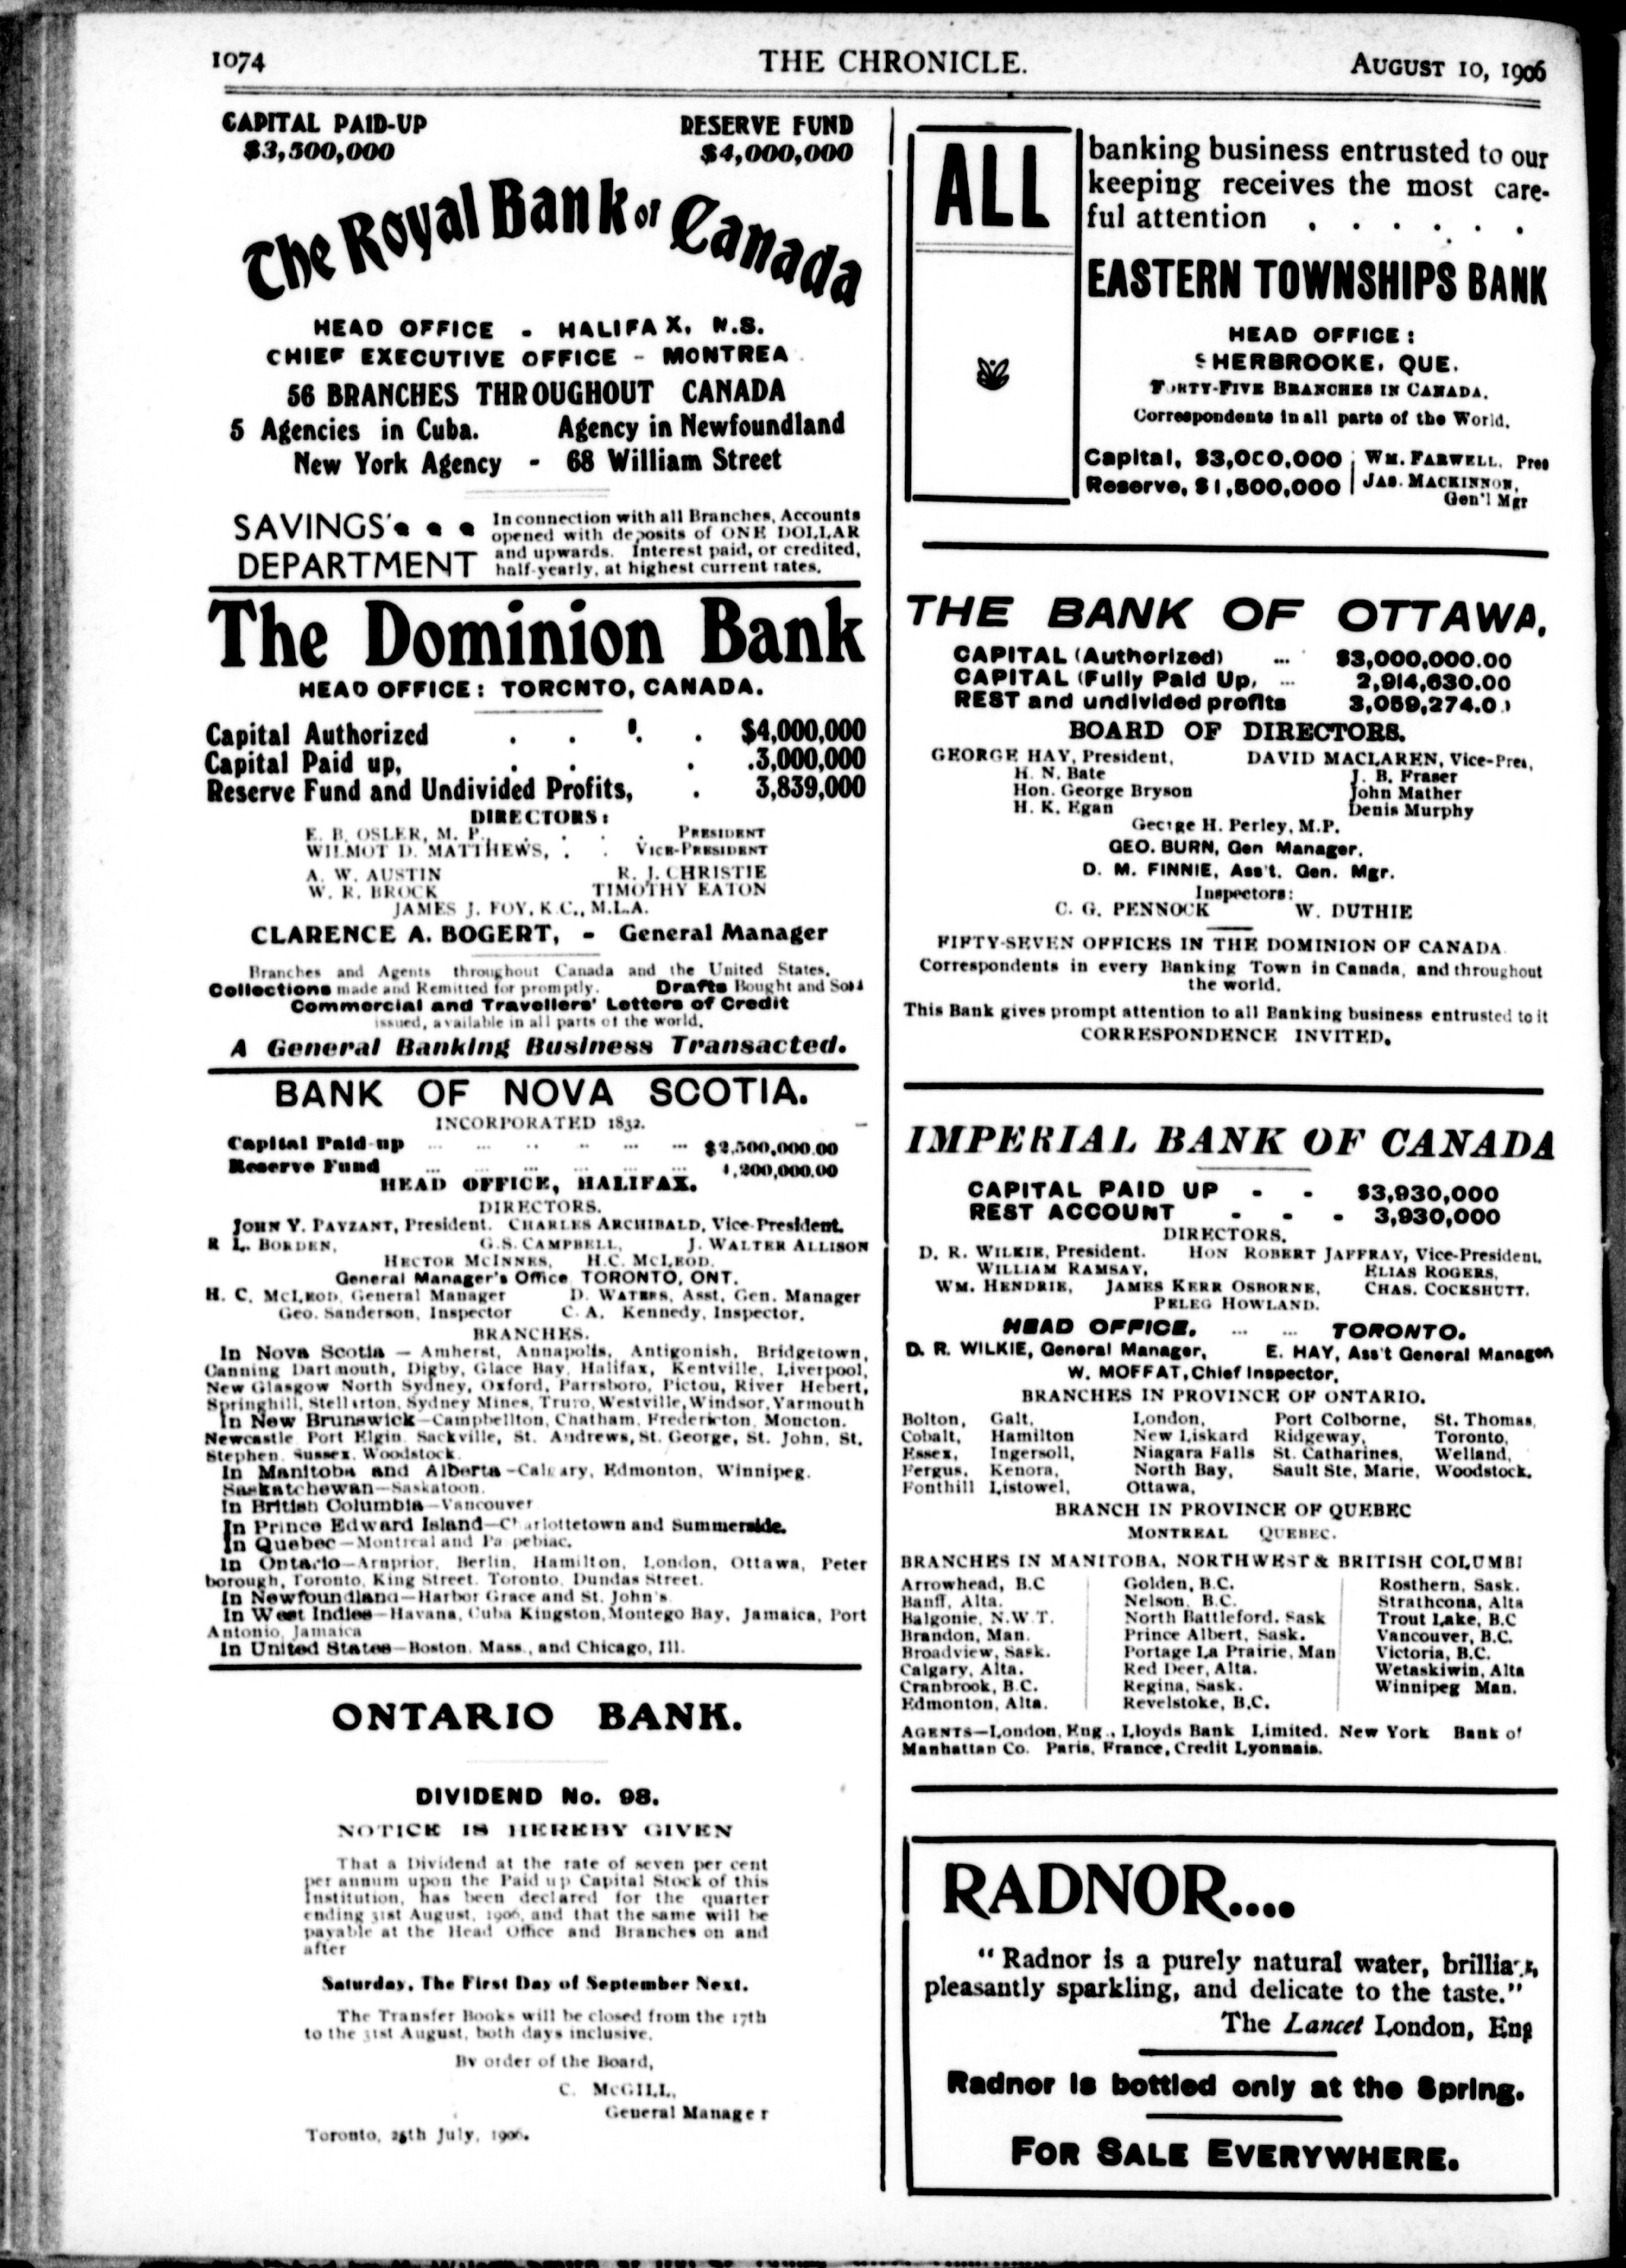 1074
THE CHRONICLE.
AUGUST 10, 1906
CAPITAL PAID-UP RESERVE FUND
$3,500,000 $4,000,000
The Royal Bank of Canada
HEAD OFFICE - HALIFAX, N.S.
CHIEF EXECUTIVE OFFICE - MONTREA
56 BRANCHES THROUGHOUT CANADA
5 Agencies in Cuba. Agency in Newfoundland
New York Agency - 68 William Street
SAVINGS
DEPARTMENT
In connection with all Branches, Accounts
opened with deposits of ONE DOLLAR
and upwards. Interest paid, or credited,
half-yearly, at highest current rates.
The Dominion Bank
HEAD OFFICE: TORONTO, CANADA.
Capital Authorized . . . . $4,000,000
Capital Paid up, . . . .3,000,000
Reserve Fund and Undivided Profits, . 3,839,000
DIRECTORS:
E. B. OSLER, M. P., . . . . PRESIDENT
WILMOT D. MATTHEWS, . . VICE-PRESIDENT
A. W. AUSTIN R. J. CHRISTIE
W. R. BROCK TIMOTHY EATON
JAMES J. FOY, K.C., M.L.A.
CLARENCE A. BOGERT, - General Manager
Branches and Agents throughout Canada and the United States.
Collections made and Remitted for promptly. Drafts Bought and Sold
Commercial and Travellers' Letters of Credit
issued, available in all parts of the world.
A General Banking Business Transacted.
BANK OF NOVA SCOTIA.
INCORPORATED 1832.
Capital Paid-up ... ... .. .. ... ... $2,500,000.00
Reserve Fund ... ... ... ... ... 4,200,000.00
HEAD OFFICE, HALIFAX.
DIRECTORS.
JOHN Y. PAYZANT, President. CHARLES ARCHIBALD, Vice-President.
R L. BORDEN, G.S. CAMPBELL, J. WALTER ALLISON
HECTOR MCINNES, H.C. MCLEOD.
General Manager's Office TORONTO, ONT.
H. C. MCLEOD, General Manager D. WATERS, Asst. Gen. Manager
Geo. Sanderson, Inspector C. A. Kennedy, Inspector.
BRANCHES.
In Nova Scotia — Amherst, Annapolis, Antigonish, Bridgetown,
Canning Dartmouth, Digby, Glace Bay, Halifax, Kentville, Liverpool,
New Glasgow North Sydney, Oxford, Parrsboro, Pictou, River Hebert,
Springhill, Stellarton, Sydney Mines, Truro, Westville, Windsor, Yarmouth
In New Brunswick—Campbellton, Chatham, Fredericton, Moncton.
Newcastle Port Elgin Sackville, St. Andrews, St. George, St. John, St.
Stephen, Sussex, Woodstock.
In Manitoba and Alberta—Calgary, Edmonton, Winnipeg.
Saskatchewan—Saskatoon.
In British Columbia—Vancouver
In Prince Edward Island—Charlottetown and Summerside.
In Quebec—Montreal and Paspebiac.
In Ontario—Arnprior, Berlin, Hamilton, London, Ottawa, Peter
borough, Toronto, King Street. Toronto, Dundas Street.
In Newfoundland—Harbor Grace and St. John's
In West Indies—Havana, Cuba Kingston, Montego Bay, Jamaica, Port
Antonio, Jamaica
In United States—Boston. Mass., and Chicago, Ill.
ONTARIO BANK.
DIVIDEND No. 98.
NOTICE IS HEREBY GIVEN
That a Dividend at the rate of seven per cent
per annum upon the Paid up Capital Stock of this
Institution, has been declared for the quarter
ending 31st August, 1906, and that the same will be
payable at the Head Office and Branches on and
after
Saturday, The First Day of September Next.
The Transfer Books will be closed from the 17th
to the 31st August, both days inclusive.
By order of the Board,
C. McGILL,
General Manager
Toronto, July, 1906.
ALL
banking business entrusted to our
keeping receives the most care-
ful attention . . . . . .
EASTERN TOWNSHIPS BANK
HEAD OFFICE:
SHERBROOKE, QUE.
FORTY-FIVE BRANCHES IN CANADA.
Correspondents in all parts of the World.
Capital, $3,000,000 WM. FARWELL, Pres
Reserve, $1,500,000 JAS. MACKINNON,
Gen'l Mgr
THE BANK OF OTTAWA.
CAPITAL (Authorized) ... $3,000,000.00
CAPITAL (Fully Paid Up, ... 2,914,630.00
REST and undivided profits 3,059,274.0
BOARD OF DIRECTORS.
GEORGE HAY, President, DAVID MACLAREN, Vice-Pres,
H. N. Bate J. B. Fraser
Hon. George Bryson John Mather
H. K. Egan Denis Murphy
George H. Perley, M.P.
GEO. BURN, Gen Manager,
D. M. FINNIE, Ass't. Gen. Mgr.
Inspectors:
C. G. PENNOCK W. DUTHIE
FIFTY-SEVEN OFFICES IN THE DOMINION OF CANADA
Correspondents in every Banking Town in Canada, and throughout
the world.
This Bank gives prompt attention to all Banking business entrusted to it
CORRESPONDENCE INVITED.
IMPERIAL BANK OF CANADA
CAPITAL PAID UP - - $3,930,000
REST ACCOUNT - - - 3,930,000
DIRECTORS.
D. R. WILKIE, President. HON ROBERT JAFFRAY, Vice-President.
WILLIAM RAMSAY, ELIAS ROGERS,
WM. HENDRIE, JAMES KERR OSBORNE, CHAS. COCKSHUTT.
PELEG HOWLAND.
HEAD OFFICE, ... ... TORONTO.
D. R. WILKIE, General Manager, E. HAY, Ass't General Manager
W. MOFFAT, Chief Inspector,
BRANCHES IN PROVINCE OF ONTARIO.
Bolton, Galt, London, Port Colborne, St. Thomas,
Cobalt, Hamilton New Liskard Ridgeway, Toronto,
Essex, Ingersoll, Niagara Falls St. Catharines, Welland,
Fergus, Kenora, North Bay, Sault Ste, Marie, Woodstock.
Fonthill Listowel, Ottawa,
BRANCH IN PROVINCE OF QUEBEC
MONTREAL QUEBEC.
BRANCHES IN MANITOBA, NORTHWEST & BRITISH COLUMBI
Arrowhead, B.C Golden, B.C. Rosthern, Sask.
Banff, Alta. Nelson, B.C. Strathcona, Alta
Balgonie, N.W.T. North Battleford, Sask Trout Lake, B.C
Brandon, Man. Prince Albert, Sask. Vancouver, B.C.
Broadview, Sask. Portage La Prairie, Man Victoria, B.C.
Calgary, Alta. Red Deer, Alta. Wetaskiwin, Alta
Cranbrook, B.C. Regina, Sask. Winnipeg Man.
Edmonton, Alta. Revelstoke, B.C.
AGENTS—London, Eng., Lloyds Bank Limited. New York Bank of
Manhattan Co. Paris, France, Credit Lyonnais.
RADNOR....
"Radnor is a purely natural water, brilliant,
pleasantly sparkling, and delicate to the taste."
The Lancet London, Eng
Radnor is bottled only at the Spring.
FOR SALE EVERYWHERE.